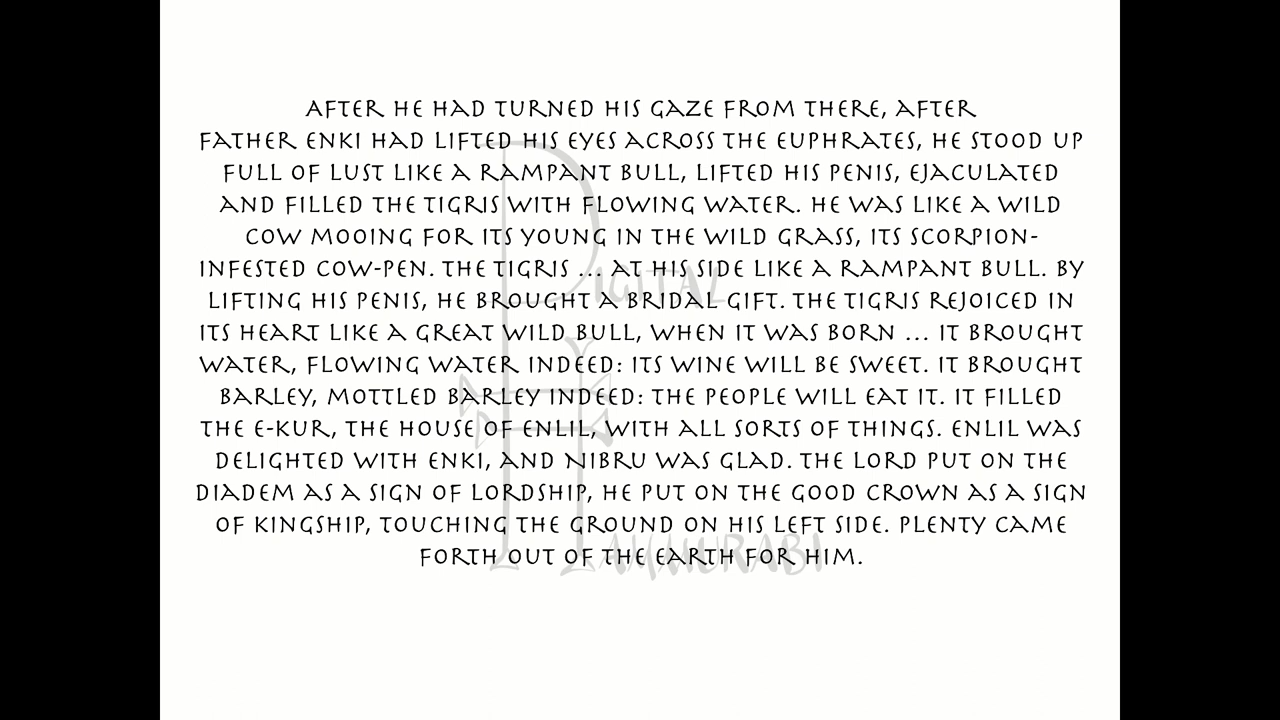 After he had turned his gaze from there, after
Father Enki had lifted his eyes across the Euphrates, he stood up
full of lust like a rampant bull, lifted his penis, ejaculated
and filled the Tigris with flowing water. He was like a wild
cow mooing for its young in the wild grass, its scorpion-
infested cow-pen. The Tigris ... at his side like a rampant bull. By
lifting his penis, he brought a bridal gift. The Tigris rejoiced in
its heart like a great wild bull, when it was born ... It brought
water, flowing water indeed: its wine will be sweet. It brought
barley, mottled barley indeed: the people will eat it. It filled
the E-kur, the house of Enlil, with all sorts of things. Enlil was
delighted with Enki, and Nibru was glad. The lord put on the
diadem as a sign of lordship, he put on the good crown as a sign
of kingship, touching the ground on his left side. Plenty came
forth out of the earth for him.
Digital
Hammurabi